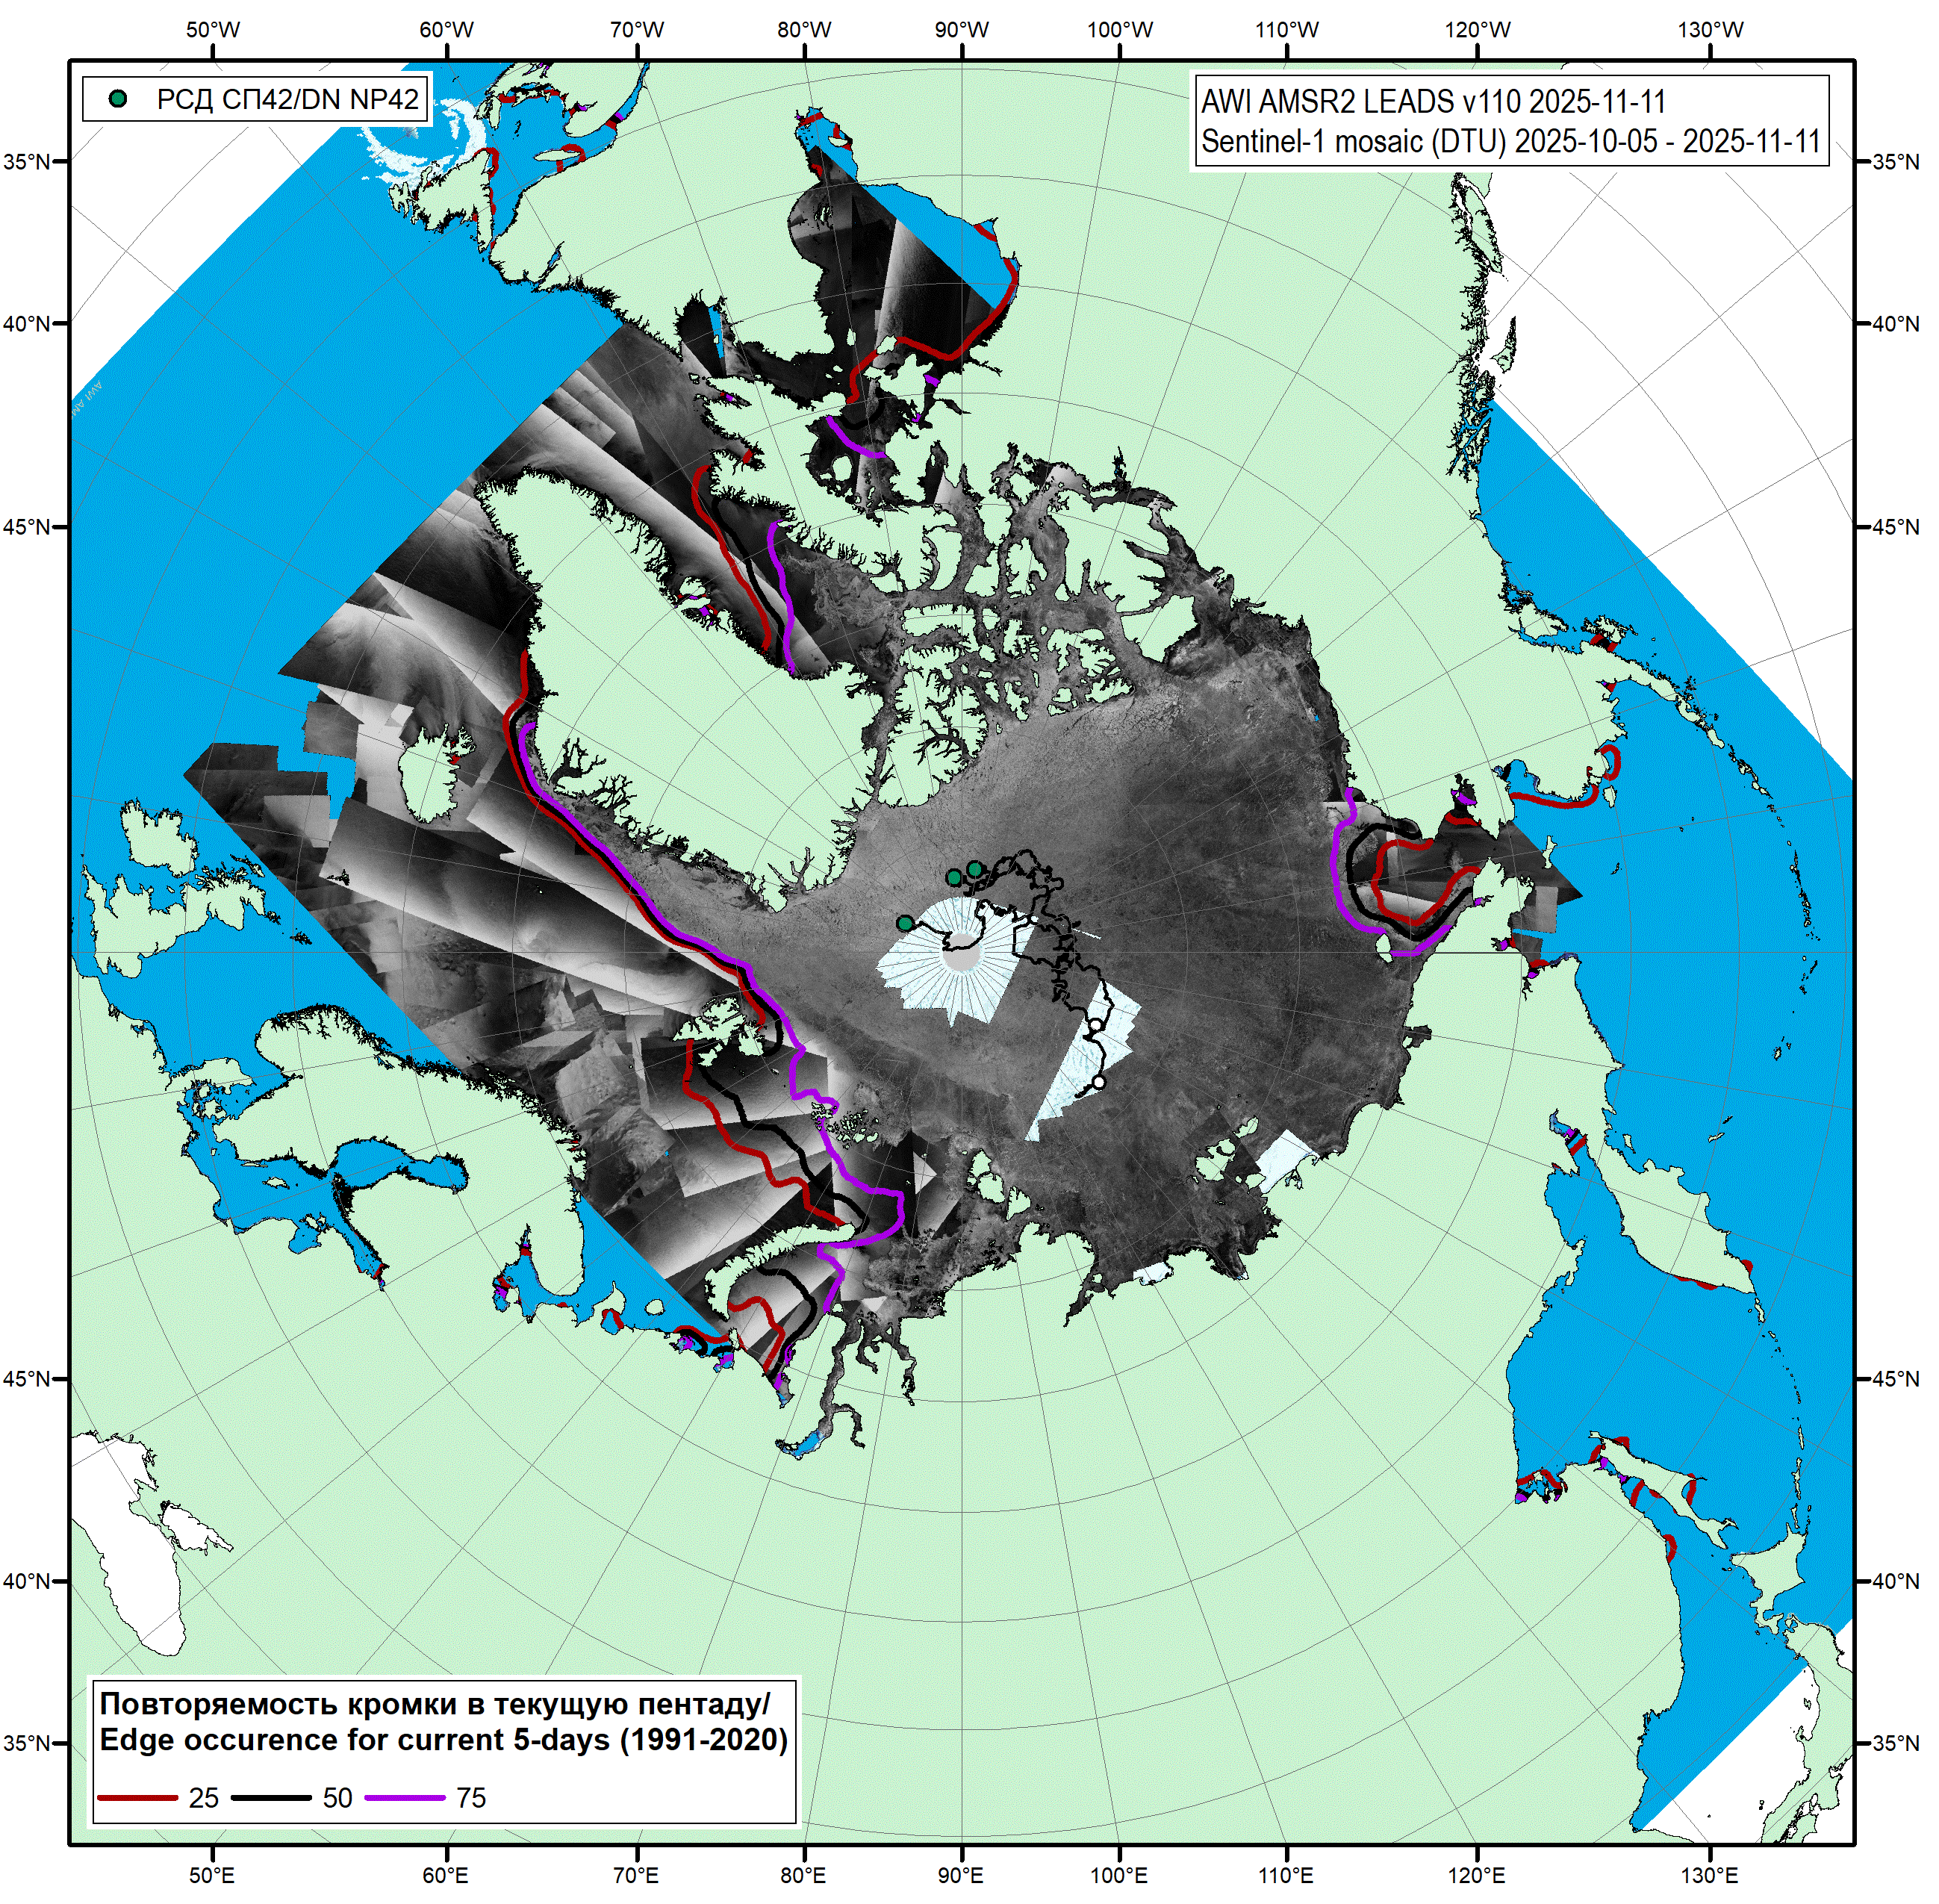 50°W 60°W 70°W 80°W 90°W 100°W 110°W 120°W 130°W
РСД СП42/DN NP42
AWI AMSR2 LEADS v110 2025-11-11
Sentinel-1 mosaic (DTU) 2025-10-05 - 2025-11-11
35°N 35°N
40°N 40°N
45°N 45°N
45°N 45°N
40°N 40°N
35°N 35°N
Повторяемость кромки в текущую пентаду/
Edge occurence for current 5-days (1991-2020)
25 50 75
50°E 60°E 70°E 80°E 90°E 100°E 110°E 120°E 130°E